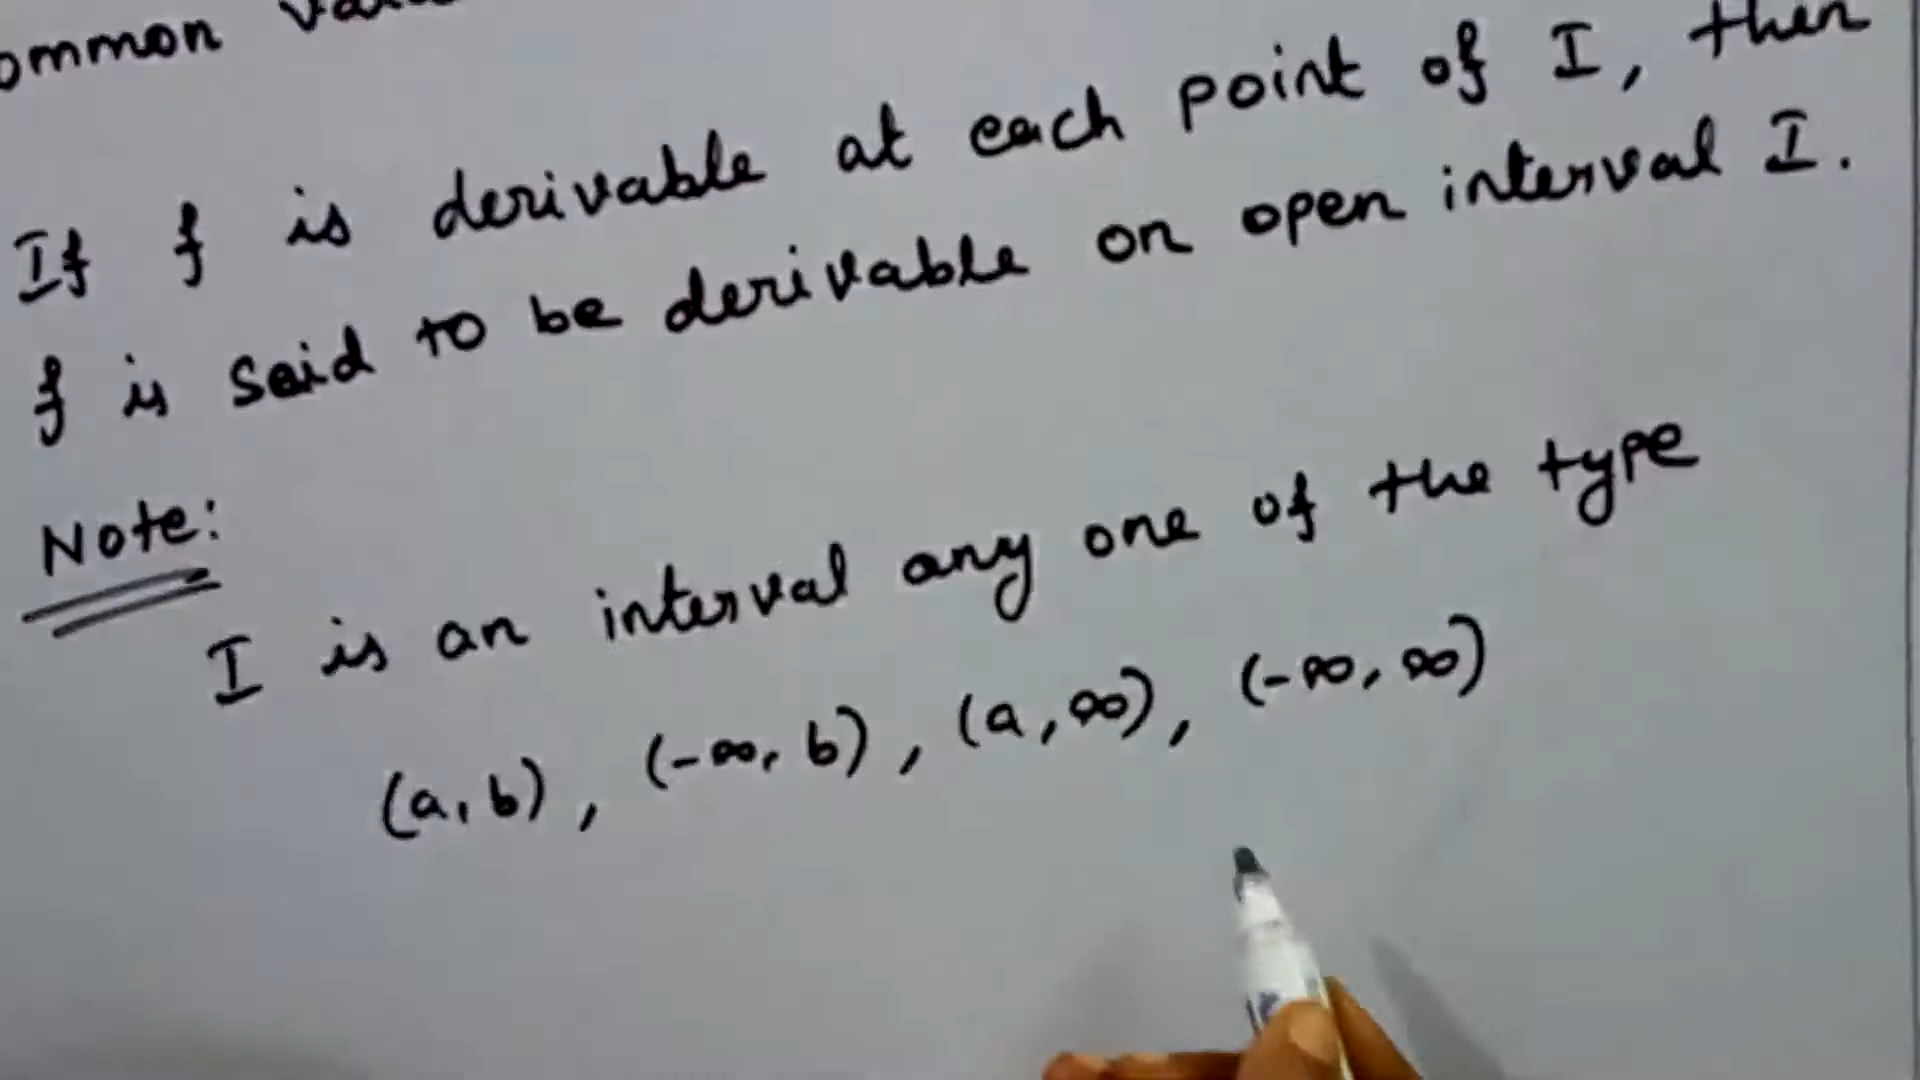 ommon
If f is derivable at each point of I, then
f is said to be derivable on open interval I.
Note:
I is an interval any one of the type
(a, b), (-∞, b), (a, ∞), (-∞, ∞)